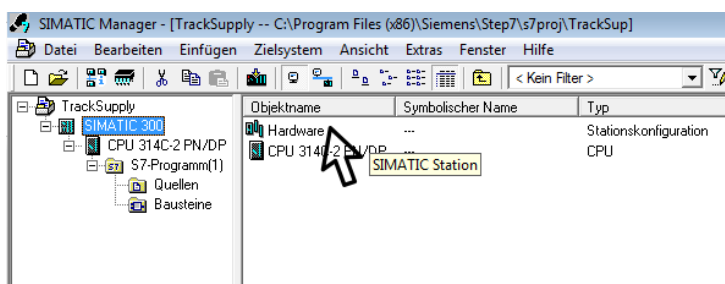 SIMATIC Manager - [TrackSupply -- C:\Program Files (x86)\Siemens\Step7\s7proj\TrackSup]
Datei Bearbeiten Einfügen Zielsystem Ansicht Extras Fenster Hilfe
< Kein Filter >
TrackSupply
SIMATIC 300
CPU 314C-2 PN/DP
S7-Programm(1)
Quellen
Bausteine
Objektname Symbolischer Name Typ
Hardware --- Stationskonfiguration
CPU 314C-2 PN/DP --- CPU
SIMATIC Station